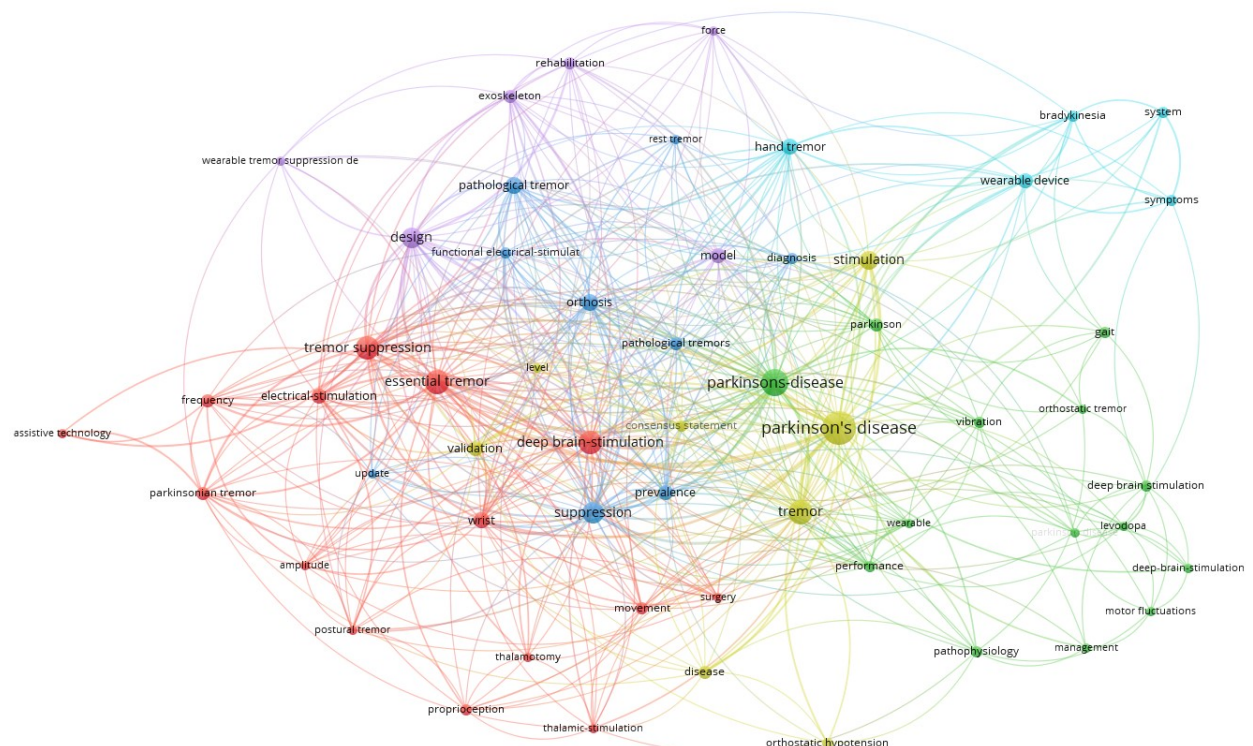 force
rehabilitation
exoskeleton
bradykinesia
system
rest tremor
hand tremor
wearable tremor suppression de
pathological tremor
wearable device
symptoms
design
functional electrical-stimulat
model
diagnosis
stimulation
orthosis
parkinson
gait
tremor suppression
pathological tremors
level
essential tremor
parkinsons-disease
frequency
electrical-stimulation
orthostatic tremor
assistive technology
consensus statement
parkinson's disease
vibration
validation
deep brain-stimulation
update
parkinsonian tremor
prevalence
deep brain stimulation
wrist
suppression
tremor
wearable
levodopa
amplitude
performance
deep-brain-stimulation
surgery
movement
motor fluctuations
postural tremor
thalamotomy
disease
pathophysiology
management
proprioception
thalamic-stimulation
orthostatic hypotension